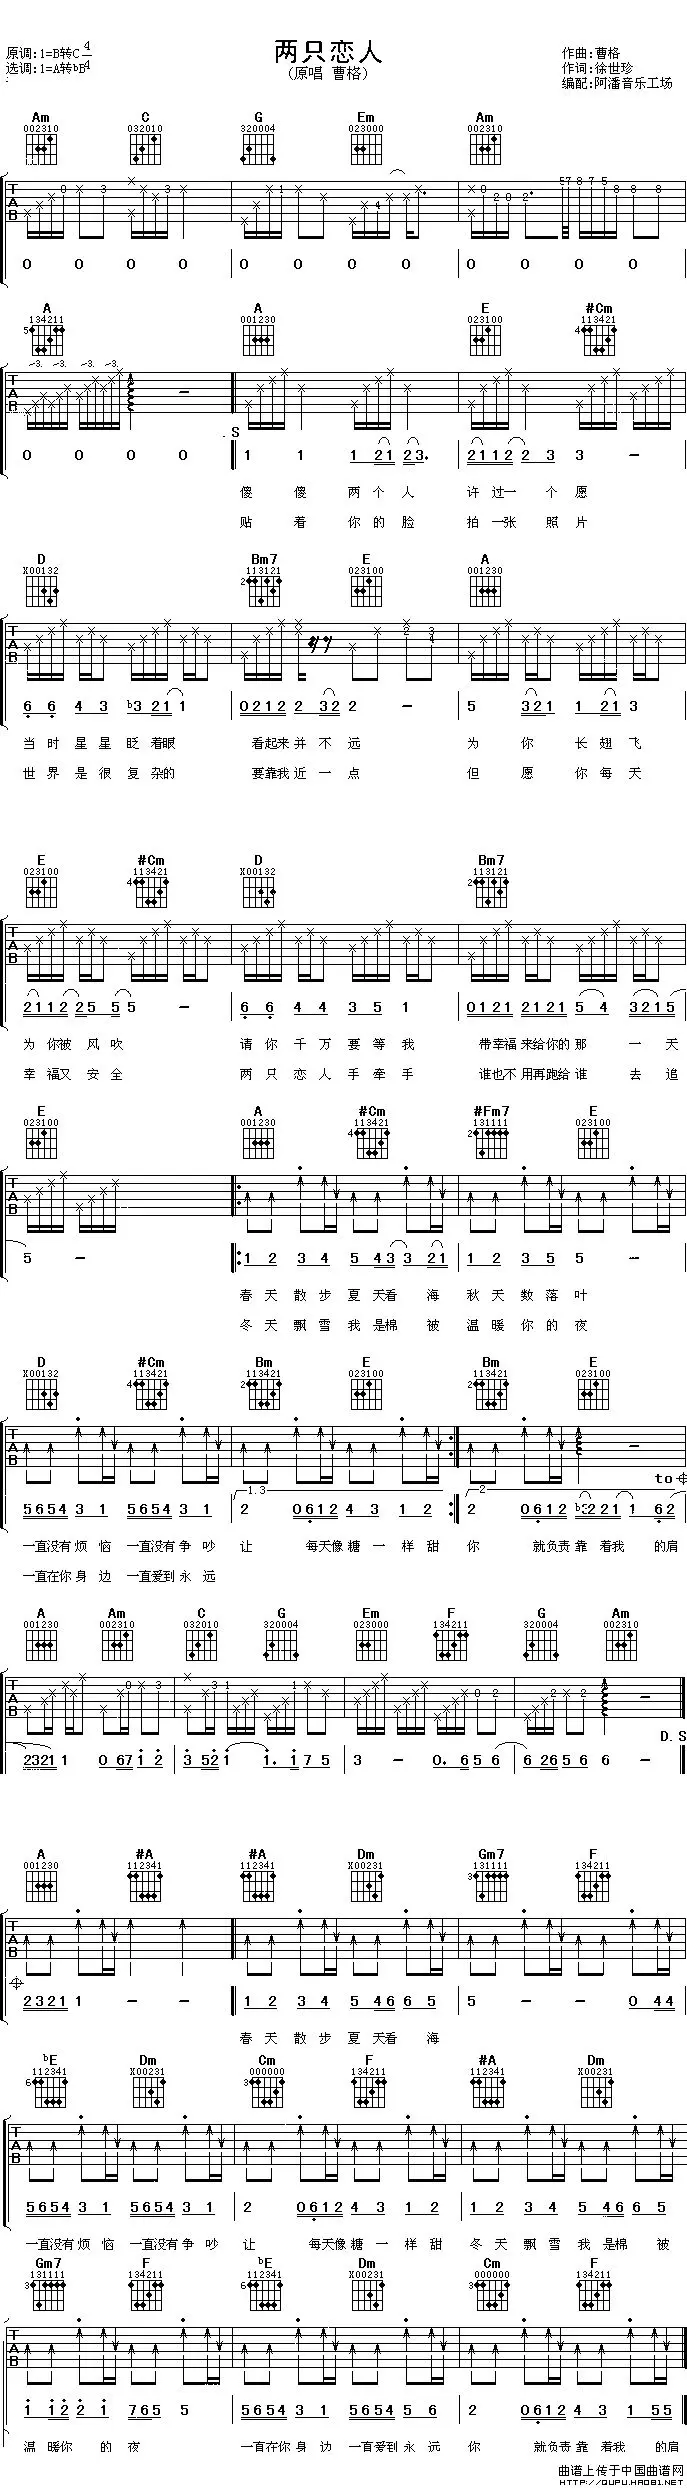 两只恋人
(原唱 曹格)
原调:1=B转C 4/4
选调:1=A转bB
作曲:曹格
作词:徐世珍
编配:阿潘音乐工场
Am C G Em Am
002310 032010 320004 023000 002310
0 0 0 0 0 0 0 0 0 0 0 0
A A E #Cm
134211 001230 023100 113421
0 0 0 0 1 1 1 21 23. 2112 2 3 3 -
傻 傻 两 个 人 许 过一 个 愿
贴 着 你 的 脸 拍 一张 照 片
D Bm7 E A
X00132 113121 023100 001230
6 6 4 3 b3 21 1 0212 2 32 2 - 5 321 1 21 3
当 时 星 星 眨 着眼 看起来 并 不 远 为 你 长 翅 飞
世 界 是 很 复 杂的 要靠我 近 一 点 但 愿 你 每 天
E #Cm D Bm7
023100 113421 X00132 113121
2112 25 5 5 - 6 6 4 4 3 5 1 0121 2121 5 4 3215
为 你被 风 吹 请 你 千 万 要 等 我 带幸福 来给你的 那 一 天
幸 福又 安 全 两 只 恋 人 手 牵 手 谁也不 用再跑给 谁 去 追
E A #Cm #Fm7 E
023100 001230 113421 131111 023100
5 - 1 2 3 4 5 43 3 21 1 2 3 5 5 -
春 天 散 步 夏 天看 海 秋 天 数 落 叶
冬 天 飘 雪 我 是棉 被 温 暖 你 的 夜
D #Cm Bm E Bm E
X00132 113421 113421 023100 113421 023100
to
1.3 2
5654 3 1 5654 3 1 2 0612 4 3 1 2 2 0612 b3 221 1 62
一直没有 烦 恼 一直没有 争 吵 让 每天像 糖 一 样 甜 你 就负责 靠 着我 的肩
一直在你 身 边 一直爱到 永 远
A Am C G Em F G Am
001230 002310 032010 320004 023000 134211 320004 002310
D.S
2321 1 0 67 1 2 3 52 1 1. 1 7 5 3 - 0. 5 6 6 6 26 5 6 6 -
A #A #A Dm Gm7 F
001230 112341 112341 X00231 131111 134211
2321 1 - - 1 2 3 4 5 46 6 5 5 - - 0 44
春 天 散 步 夏 天看 海
bE Dm Cm F #A Dm
112341 X00231 000000 134211 112341 X00231
5654 3 1 5654 3 1 2 0612 4 3 1 2 1 2 3 4 5 65 5
一直没有 烦 恼 一直没有 争 吵 让 每天像 糖 一 样 甜 冬 天 飘 雪 我 是棉 被
Gm7 F bE Dm Cm F
131111 134211 112341 X00231 000000 134211
1 12 2 1 765 5 5654 3 1 5654 3 1 2 0612 4 3 1 55
温 暖你 的 夜 一直在你 身 边 一直爱到 永 远 你 就负责 靠 着我 的肩
曲谱上传于中国曲谱网
HTTP://QUPU.HAO81.NET